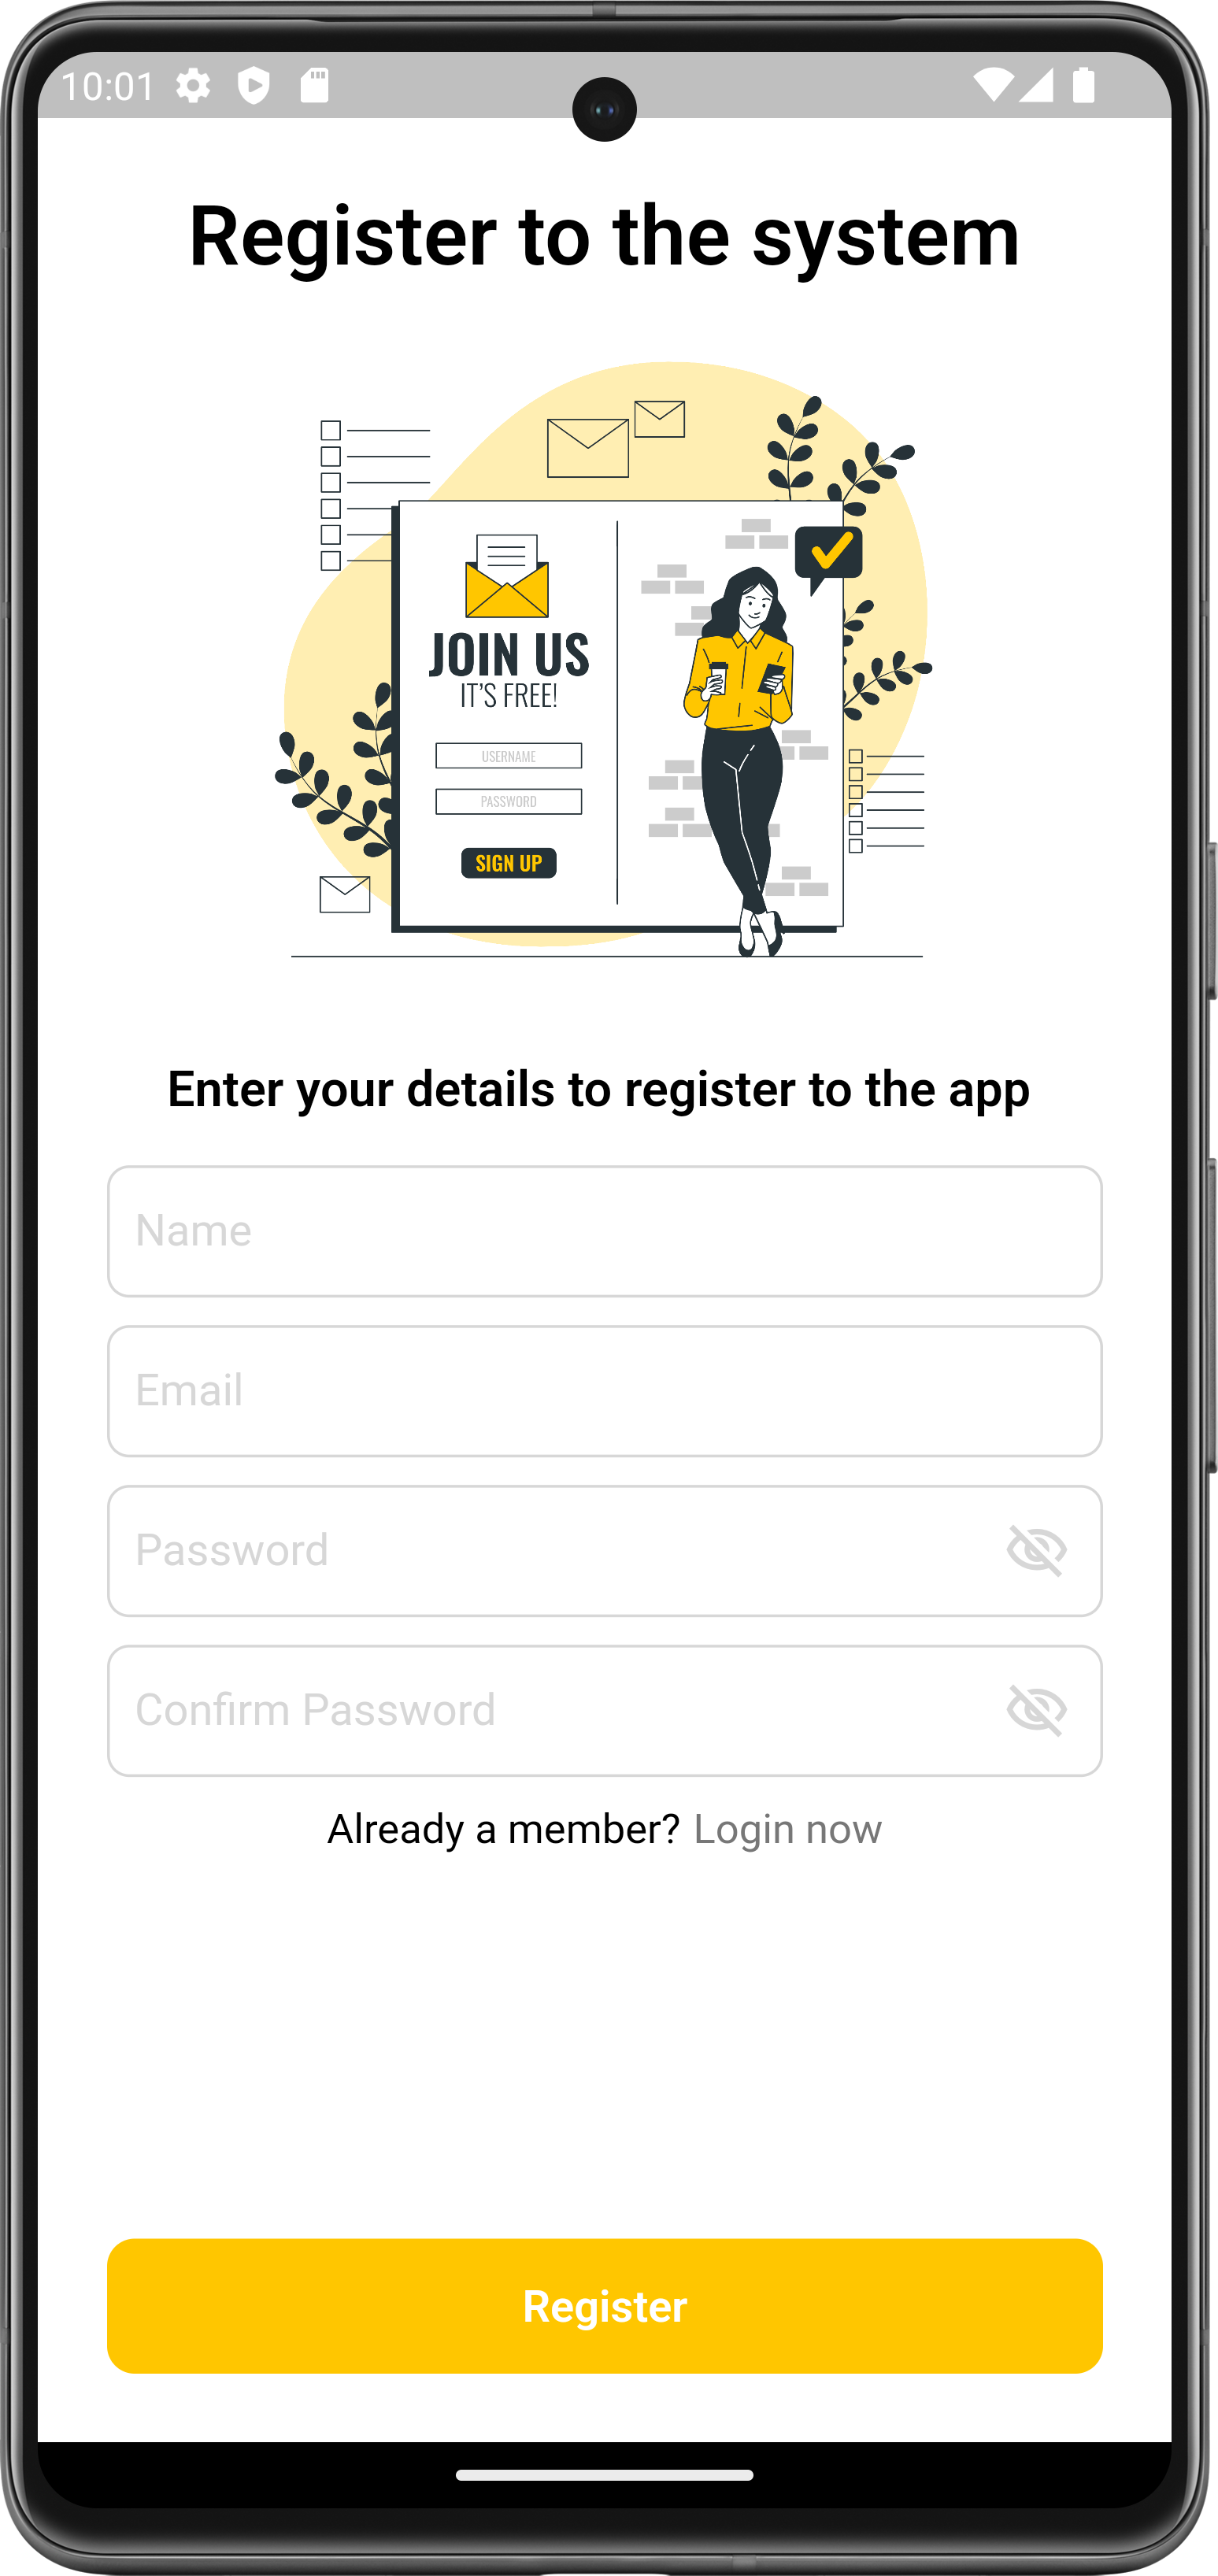 10:01
Register to the system
JOIN US
IT'S FREE!
USERNAME
PASSWORD
SIGN UP
Enter your details to register to the app
Name
Email
Password
Confirm Password
Already a member? Login now
Register